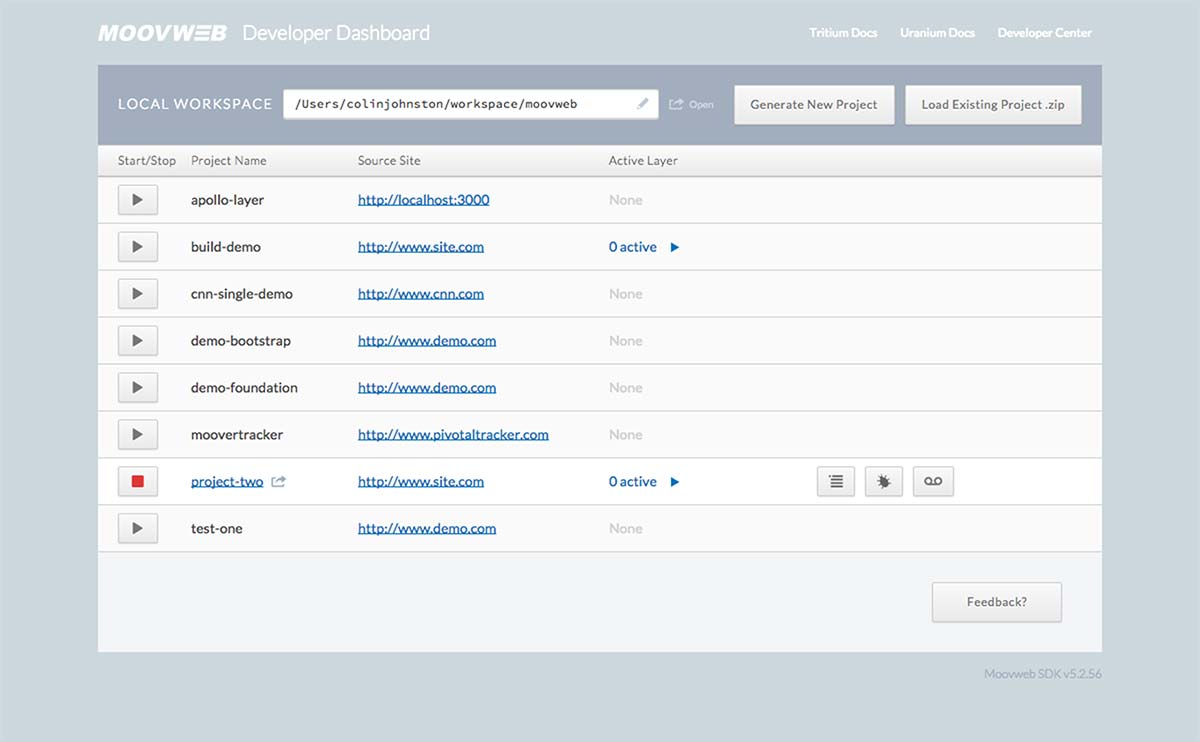 MOOVWEB Developer Dashboard Tritium Docs Uranium Docs Developer Center
LOCAL WORKSPACE /Users/colinjohnston/workspace/moovweb Open Generate New Project Load Existing Project .zip
Start/Stop Project Name Source Site Active Layer
apollo-layer http://localhost:3000 None
build-demo http://www.site.com 0 active
cnn-single-demo http://www.cnn.com None
demo-bootstrap http://www.demo.com None
demo-foundation http://www.demo.com None
moovertracker http://www.pivotaltracker.com None
project-two http://www.site.com 0 active
test-one http://www.demo.com None
Feedback?
Moovweb SDK v5.2.56